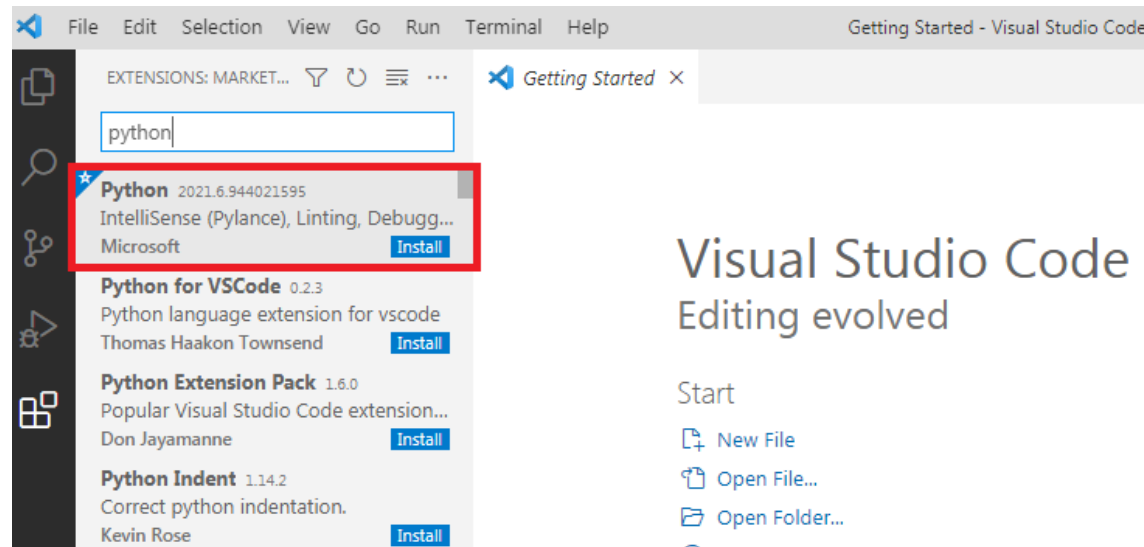 File Edit Selection View Go Run Terminal Help Getting Started - Visual Studio Code
EXTENSIONS: MARKET...
Getting Started
python
Python 2021.6.944021595
IntelliSense (Pylance), Linting, Debugg...
Microsoft Install
Python for VSCode 0.2.3
Python language extension for vscode
Thomas Haakon Townsend Install
Python Extension Pack 1.6.0
Popular Visual Studio Code extension...
Don Jayamanne Install
Python Indent 1.14.2
Correct python indentation.
Kevin Rose Install
Visual Studio Code
Editing evolved
Start
New File
Open File...
Open Folder...